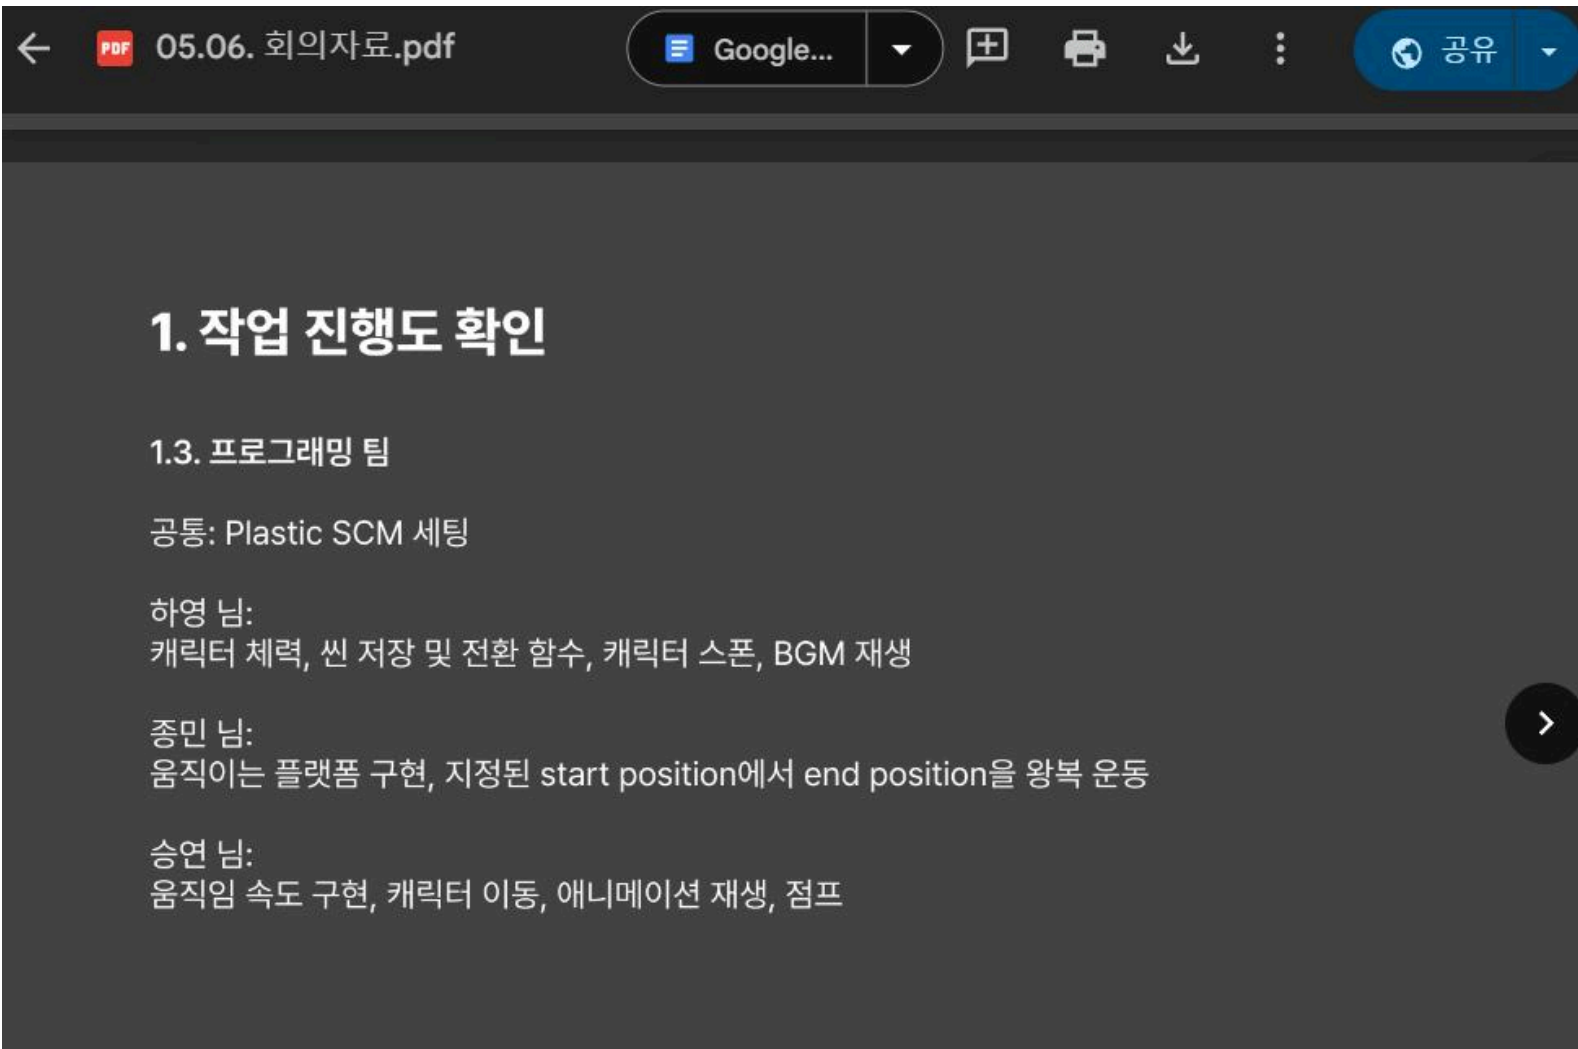 PDF 05.06. 회의자료.pdf Google... 공유
1. 작업 진행도 확인
1.3. 프로그래밍 팀
공통: Plastic SCM 세팅
하영 님:
캐릭터 체력, 씬 저장 및 전환 함수, 캐릭터 스폰, BGM 재생
종민 님:
움직이는 플랫폼 구현, 지정된 start position에서 end position을 왕복 운동
승연 님:
움직임 속도 구현, 캐릭터 이동, 애니메이션 재생, 점프